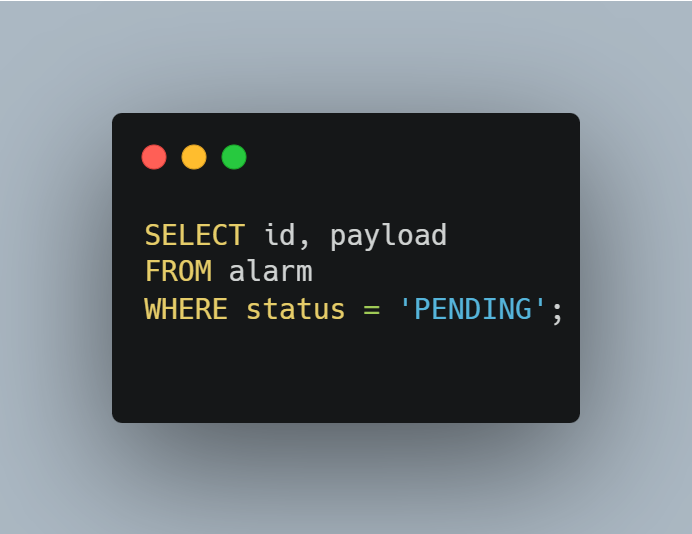 SELECT id, payload
FROM alarm
WHERE status = 'PENDING';